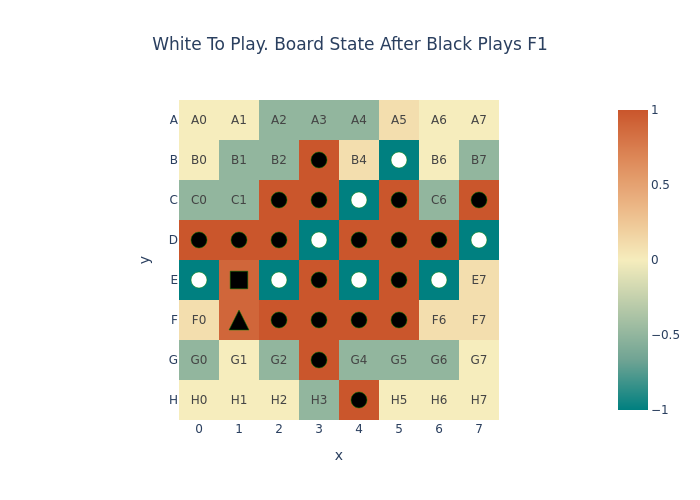 White To Play. Board State After Black Plays F1
A A0 A1 A2 A3 A4 A5 A6 A7
B B0 B1 B2 B4 B6 B7
C C0 C1 C6
D
E E7
F F0 F6 F7
G G0 G1 G2 G4 G5 G6 G7
H H0 H1 H2 H3 H5 H6 H7
0 1 2 3 4 5 6 7
x
y
1
0.5
0
−0.5
−1